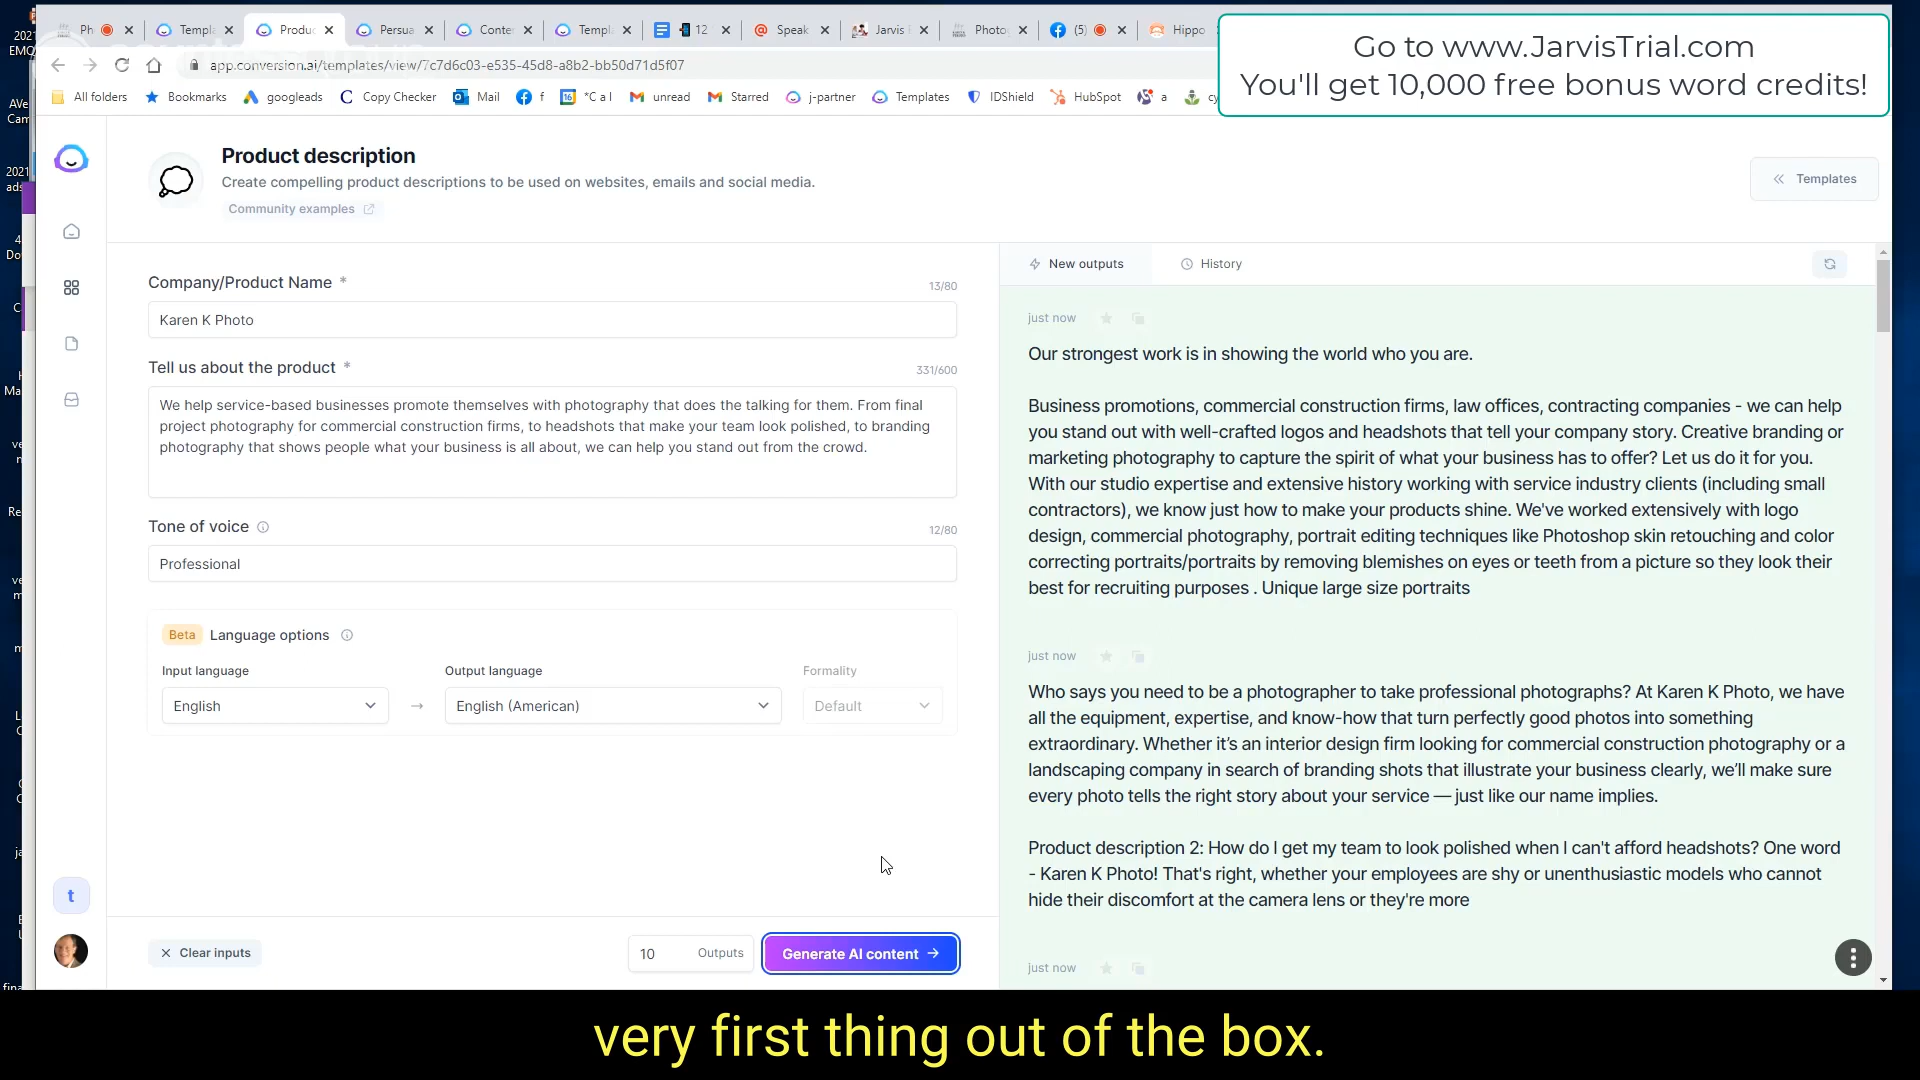 Ph
Templ
Produc
Persua
Conte
Templ
12
Speak
Jarvis
Photo
(5)
Hippo
Go to www.JarvisTrial.com
You'll get 10,000 free bonus word credits!
app.conversion.ai/templates/view/7c7d6c03-e535-45d8-a8b2-bb50d71d5f07
All folders
Bookmarks
googleads
Copy Checker
Mail
f
*C a l
unread
Starred
j-partner
Templates
IDShield
HubSpot
a
cy
Product description
Create compelling product descriptions to be used on websites, emails and social media.
Community examples
Templates
Company/Product Name *
13/80
Karen K Photo
Tell us about the product *
331/600
We help service-based businesses promote themselves with photography that does the talking for them. From final
project photography for commercial construction firms, to headshots that make your team look polished, to branding
photography that shows people what your business is all about, we can help you stand out from the crowd.
Tone of voice
12/80
Professional
Beta Language options
Input language
Output language
Formality
English
English (American)
Default
Clear inputs
10 Outputs
Generate AI content
t
New outputs
History
just now
Our strongest work is in showing the world who you are.
Business promotions, commercial construction firms, law offices, contracting companies - we can help
you stand out with well-crafted logos and headshots that tell your company story. Creative branding or
marketing photography to capture the spirit of what your business has to offer? Let us do it for you.
With our studio expertise and extensive history working with service industry clients (including small
contractors), we know just how to make your products shine. We've worked extensively with logo
design, commercial photography, portrait editing techniques like Photoshop skin retouching and color
correcting portraits/portraits by removing blemishes on eyes or teeth from a picture so they look their
best for recruiting purposes . Unique large size portraits
just now
Who says you need to be a photographer to take professional photographs? At Karen K Photo, we have
all the equipment, expertise, and know-how that turn perfectly good photos into something
extraordinary. Whether it's an interior design firm looking for commercial construction photography or a
landscaping company in search of branding shots that illustrate your business clearly, we'll make sure
every photo tells the right story about your service — just like our name implies.
Product description 2: How do I get my team to look polished when I can't afford headshots? One word
- Karen K Photo! That's right, whether your employees are shy or unenthusiastic models who cannot
hide their discomfort at the camera lens or they're more
just now
very first thing out of the box.